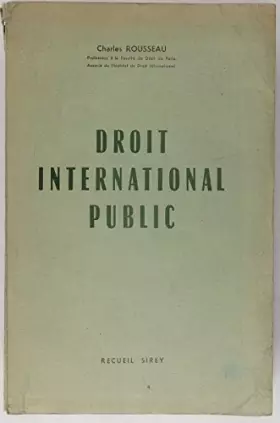 Charles ROUSSEAU
Professeur à la Faculté de Droit de Paris,
Associé de l'Institut de Droit International
DROIT
INTERNATIONAL
PUBLIC
RECUEIL SIREY